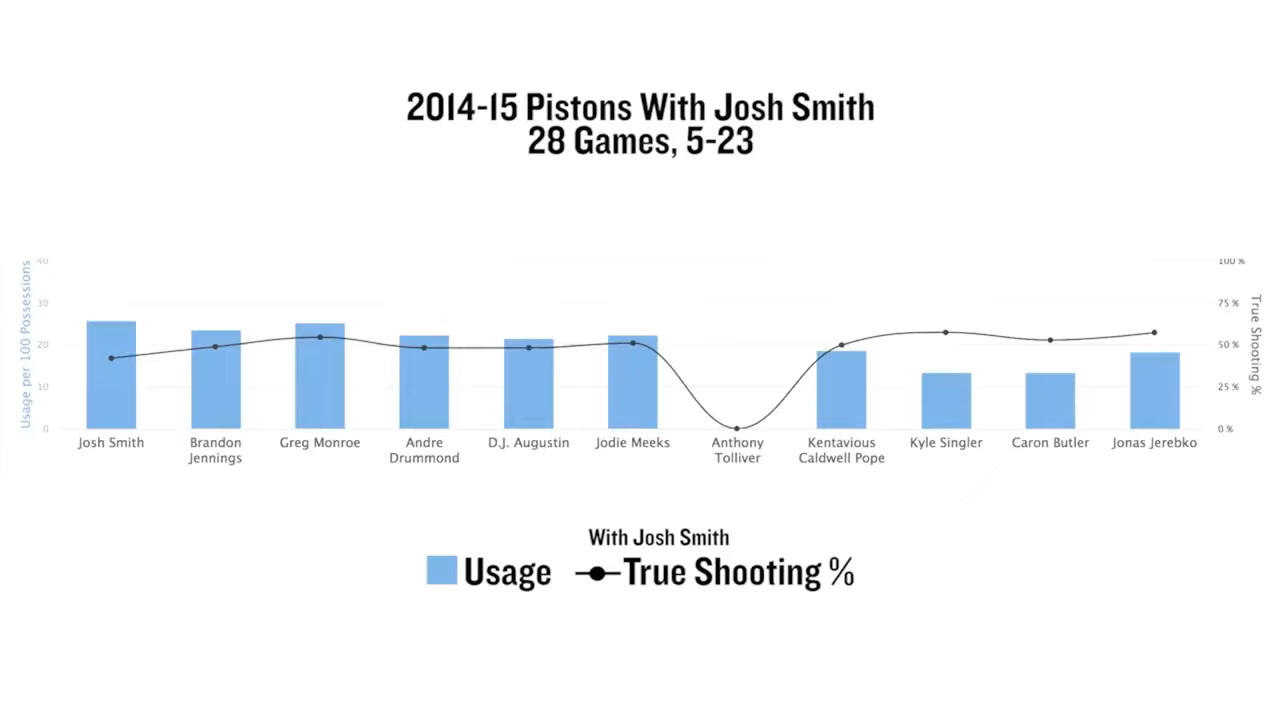 2014-15 Pistons With Josh Smith
28 Games, 5-23
Usage per 100 Possessions
40
30
20
10
0
100 %
75 %
50 %
25 %
0 %
True Shooting %
Josh Smith
Brandon
Jennings
Greg Monroe
Andre
Drummond
D.J. Augustin
Jodie Meeks
Anthony
Tolliver
Kentavious
Caldwell Pope
Kyle Singler
Caron Butler
Jonas Jerebko
With Josh Smith
Usage
True Shooting %